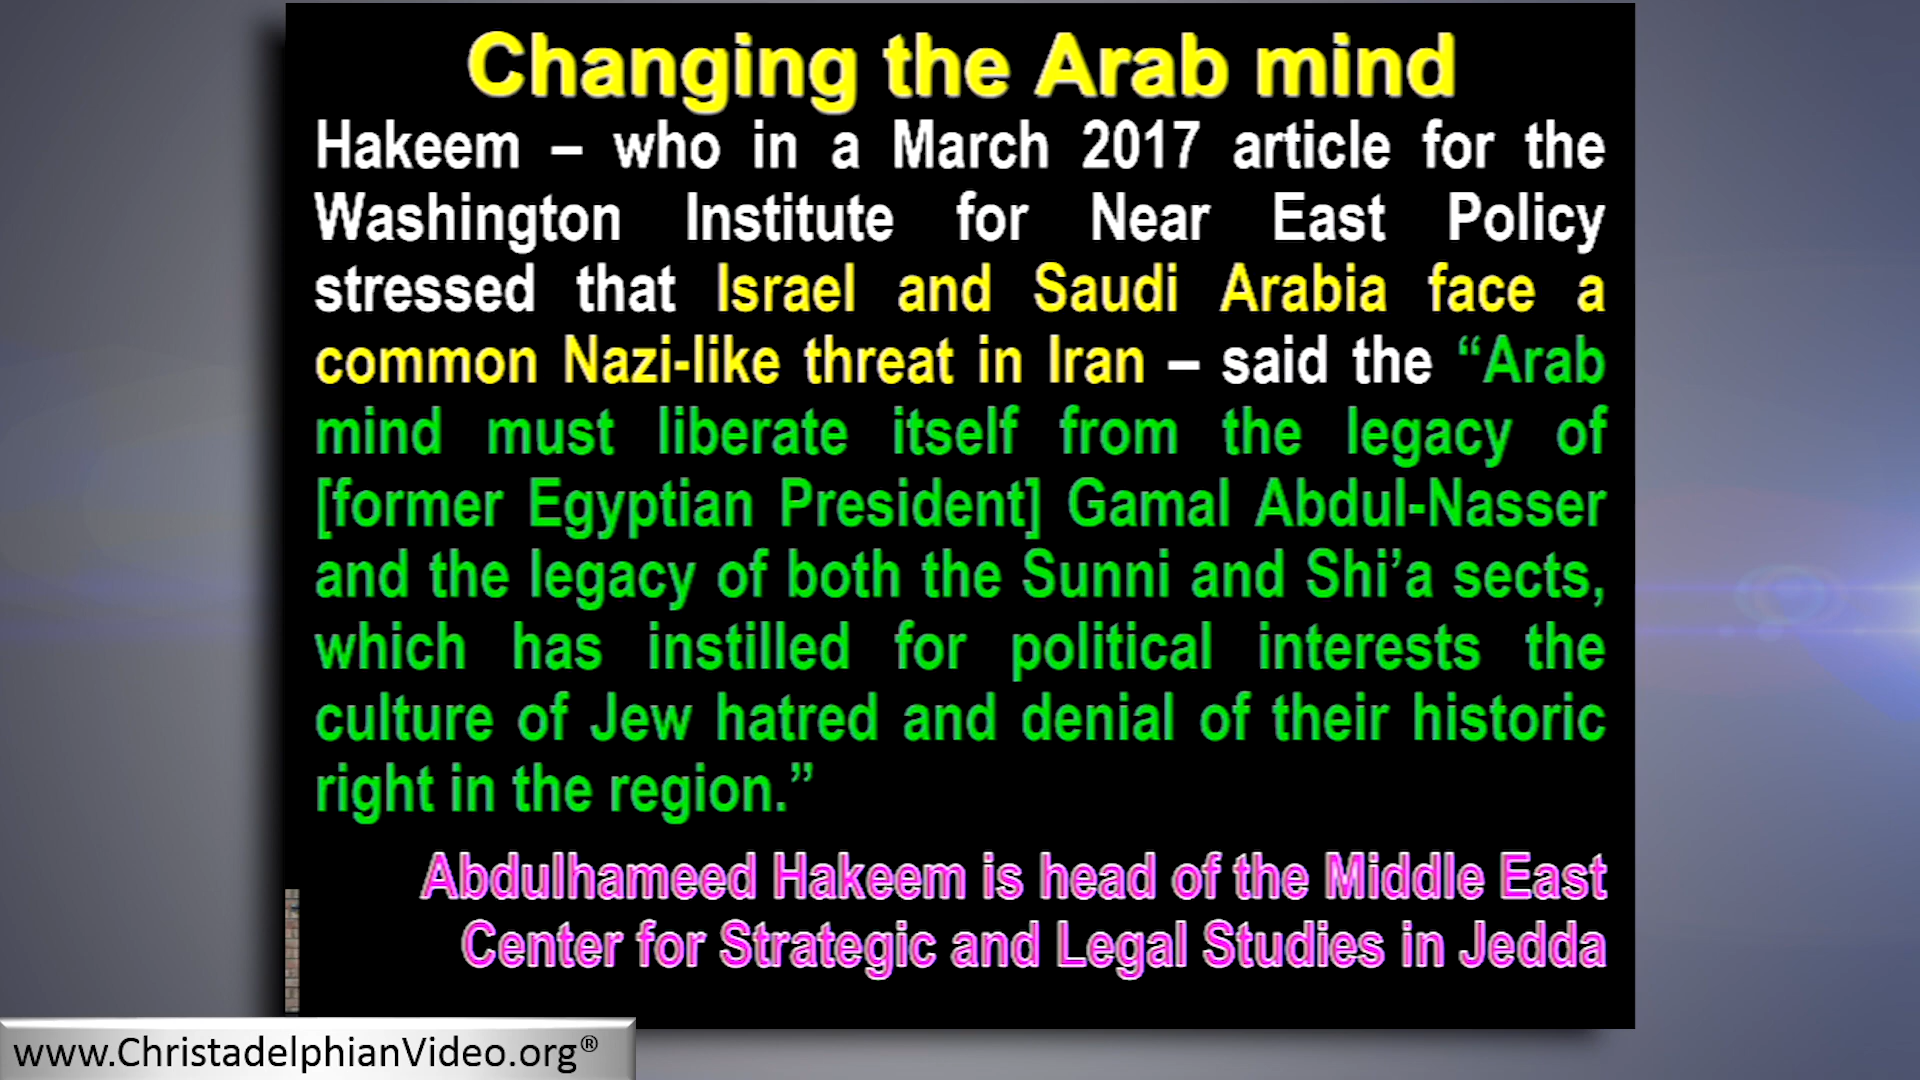 Changing the Arab mind
Hakeem – who in a March 2017 article for the
Washington Institute for Near East Policy
stressed that Israel and Saudi Arabia face a
common Nazi-like threat in Iran – said the “Arab
mind must liberate itself from the legacy of
[former Egyptian President] Gamal Abdul-Nasser
and the legacy of both the Sunni and Shi’a sects,
which has instilled for political interests the
culture of Jew hatred and denial of their historic
right in the region.”
Abdulhameed Hakeem is head of the Middle East
Center for Strategic and Legal Studies in Jedda
www.ChristadelphianVideo.org®